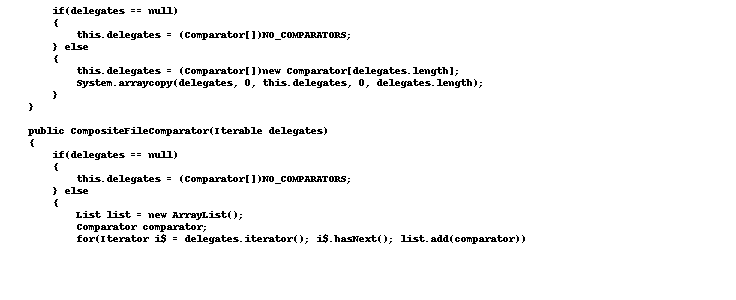 if(delegates == null)
{
this.delegates = (Comparator[])NO_COMPARATORS;
} else
{
this.delegates = (Comparator[])new Comparator[delegates.length];
System.arraycopy(delegates, 0, this.delegates, 0, delegates.length);
}
}
public CompositeFileComparator(Iterable delegates)
{
if(delegates == null)
{
this.delegates = (Comparator[])NO_COMPARATORS;
} else
{
List list = new ArrayList();
Comparator comparator;
for(Iterator i$ = delegates.iterator(); i$.hasNext(); list.add(comparator))